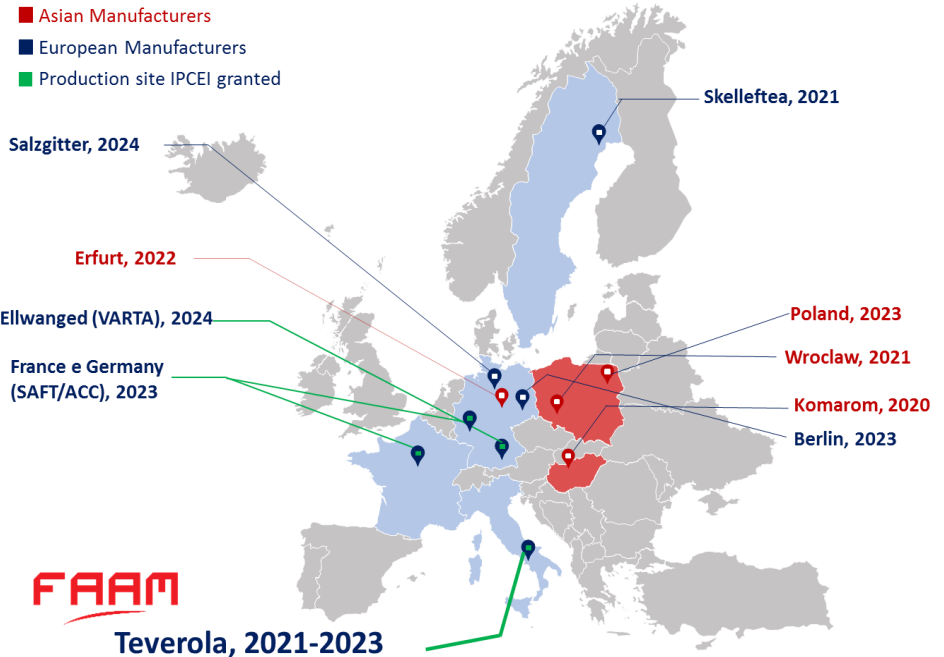 Asian Manufacturers
European Manufacturers
Production site IPCEI granted
Skelleftea, 2021
Salzgitter, 2024
Erfurt, 2022
Ellwanged (VARTA), 2024
France e Germany
(SAFT/ACC), 2023
Poland, 2023
Wroclaw, 2021
Komarom, 2020
Berlin, 2023
FAAM
Teverola, 2021-2023